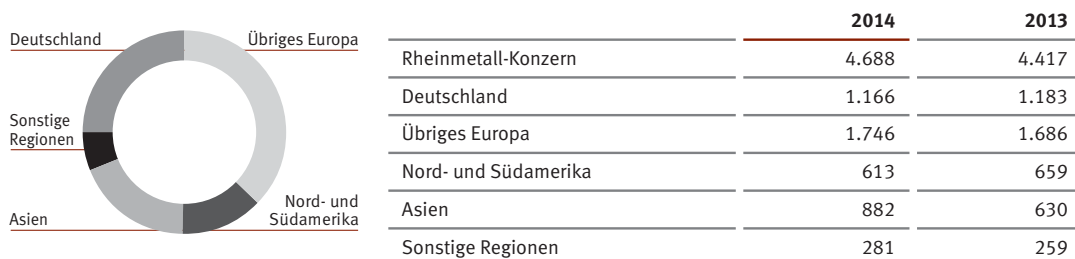 Deutschland
Übriges Europa
Sonstige
Regionen
Asien
Nord- und
Südamerika
2014 2013
Rheinmetall-Konzern 4.688 4.417
Deutschland 1.166 1.183
Übriges Europa 1.746 1.686
Nord- und Südamerika 613 659
Asien 882 630
Sonstige Regionen 281 259